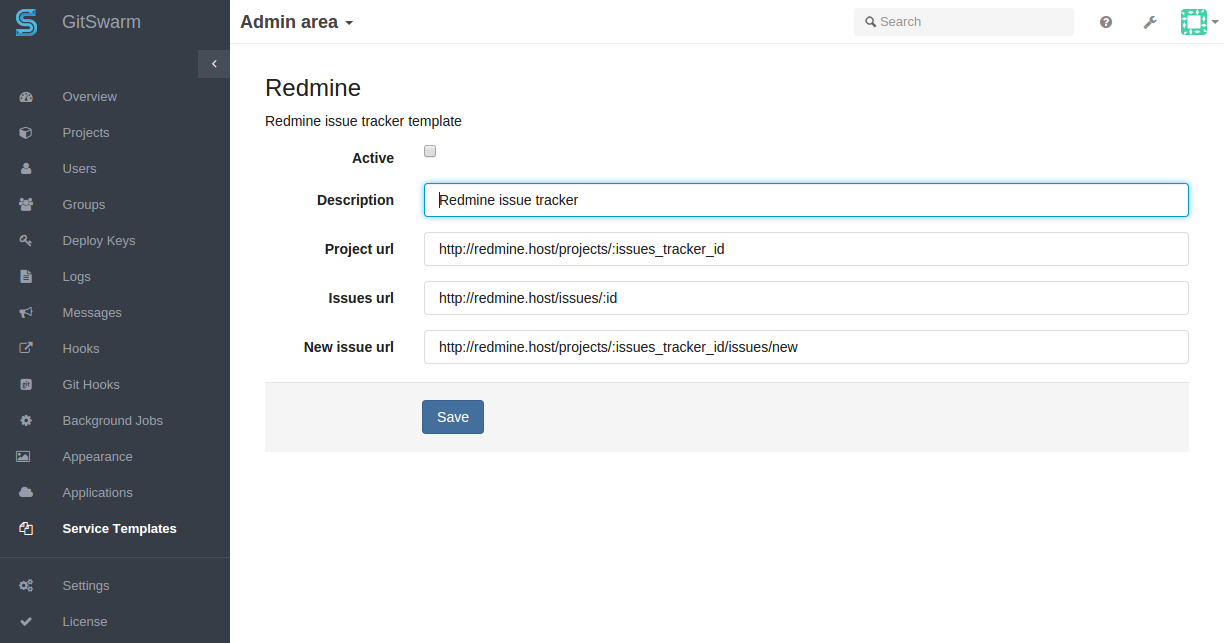 GitSwarm
Admin area
Search
Overview
Projects
Users
Groups
Deploy Keys
Logs
Messages
Hooks
Git Hooks
Background Jobs
Appearance
Applications
Service Templates
Settings
License
Redmine
Redmine issue tracker template
Active
Description Redmine issue tracker
Project url http://redmine.host/projects/:issues_tracker_id
Issues url http://redmine.host/issues/:id
New issue url http://redmine.host/projects/:issues_tracker_id/issues/new
Save